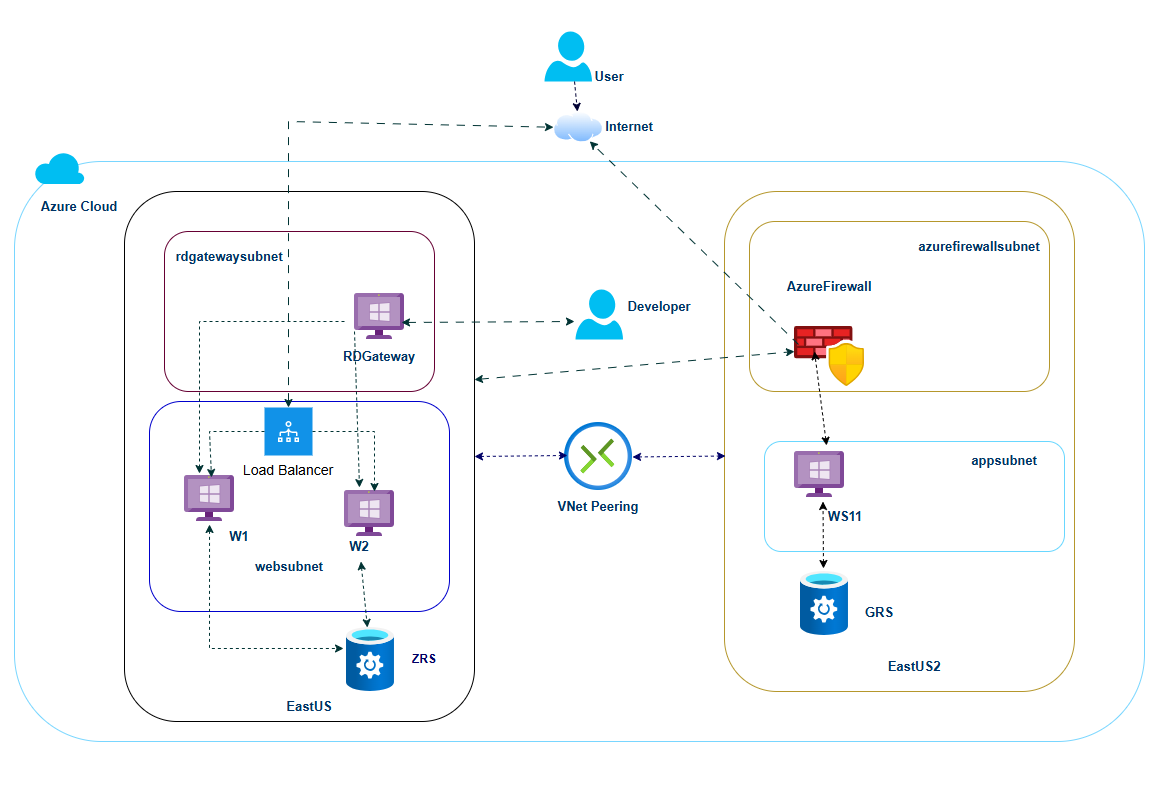 User
Internet
Azure Cloud
rdgatewaysubnet
azurefirewallsubnet
AzureFirewall
Developer
RDGateway
Load Balancer
appsubnet
VNet Peering
WS11
W1
W2
websubnet
GRS
ZRS
EastUS2
EastUS